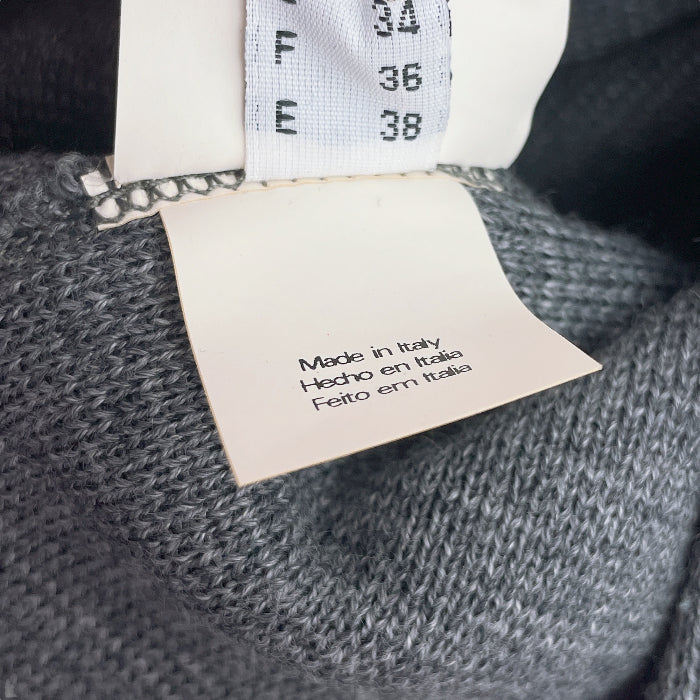 34
F 36
E 38
Made in Italy
Hecho en Italia
Feito em Italia